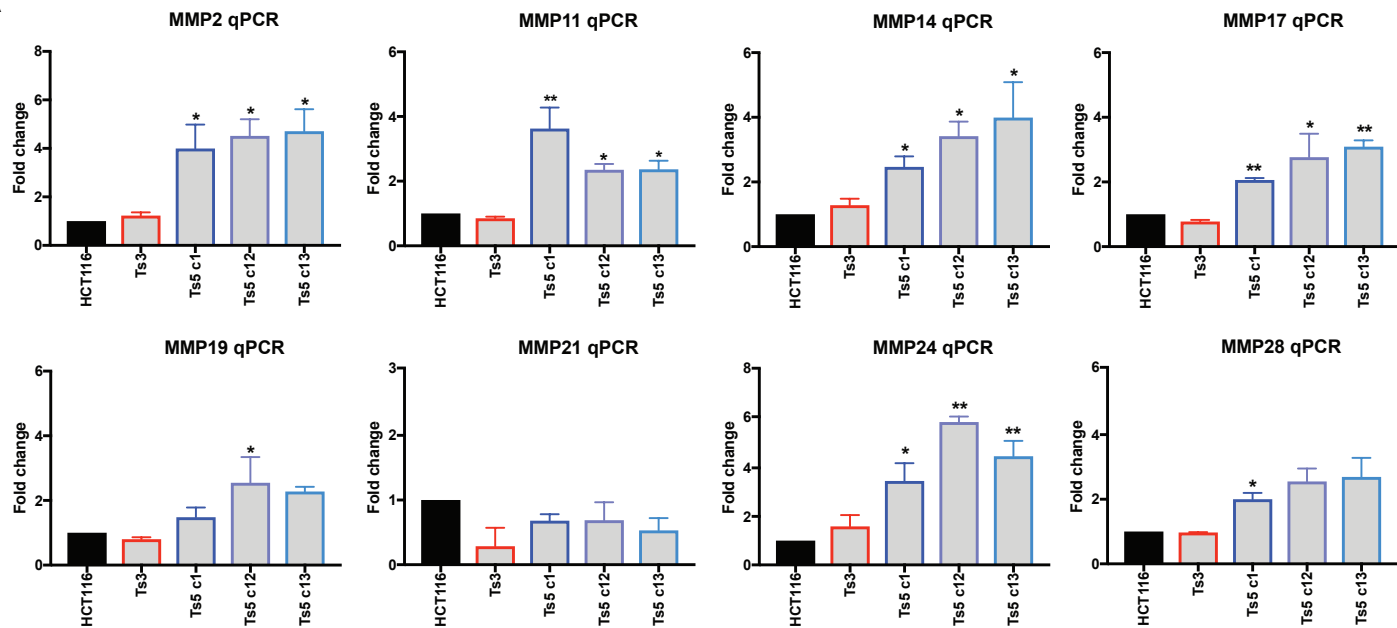 MMP2 qPCR
Fold change
8
6
4
2
0
* * *
HCT116
Ts3
Ts5 c1
Ts5 c12
Ts5 c13
MMP11 qPCR
Fold change
6
4
2
0
** * *
HCT116
Ts3
Ts5 c1
Ts5 c12
Ts5 c13
MMP14 qPCR
Fold change
6
4
2
0
* * *
HCT116
Ts3
Ts5 c1
Ts5 c12
Ts5 c13
MMP17 qPCR
Fold change
6
4
2
0
** * **
HCT116
Ts3
Ts5 c1
Ts5 c12
Ts5 c13
MMP19 qPCR
Fold change
6
4
2
0
*
HCT116
Ts3
Ts5 c1
Ts5 c12
Ts5 c13
MMP21 qPCR
Fold change
3
2
1
0
HCT116
Ts3
Ts5 c1
Ts5 c12
Ts5 c13
MMP24 qPCR
Fold change
8
6
4
2
0
* ** **
HCT116
Ts3
Ts5 c1
Ts5 c12
Ts5 c13
MMP28 qPCR
Fold change
6
4
2
0
*
HCT116
Ts3
Ts5 c1
Ts5 c12
Ts5 c13